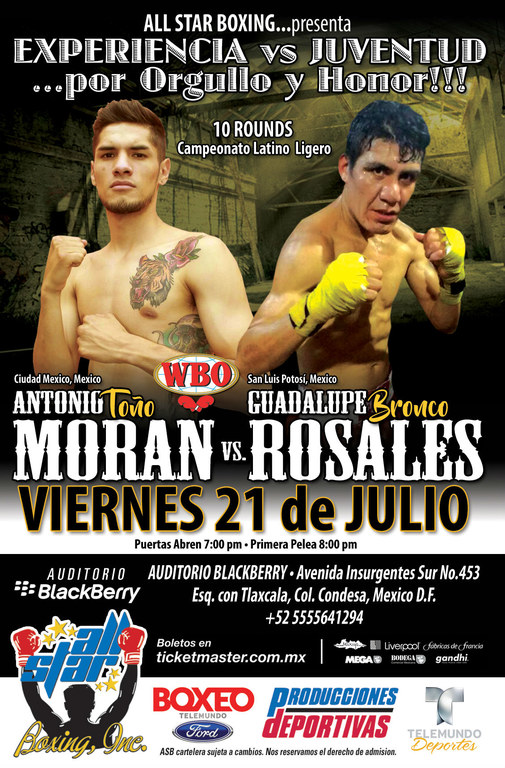 ALL STAR BOXING...presenta
EXPERIENCIA vs JUVENTUD
...por Orgullo y Honor!!!
10 ROUNDS
Campeonato Latino Ligero
WBO
Ciudad Mexico, Mexico
ANTONIO Toño
MORAN
vs.
San Luis Potosí, Mexico
GUADALUPE Bronco
ROSALES
VIERNES 21 de JULIO
Puertas Abren 7:00 pm • Primera Pelea 8:00 pm
AUDITORIO
BlackBerry
AUDITORIO BLACKBERRY • Avenida Insurgentes Sur No.453
Esq. con Tlaxcala, Col. Condesa, Mexico D.F.
+52 5555641294
all
star
Boxing, Inc.
Boletos en
ticketmaster.com.mx
Liverpool
fábricas de francia
MEGA
BODEGA
gandhi
BOXEO
TELEMUNDO
Ford
PRODUCCIONES
DEPORTIVAS
T
TELEMUNDO
Deportes
ASB cartelera sujeta a cambios. Nos reservamos el derecho de admision.